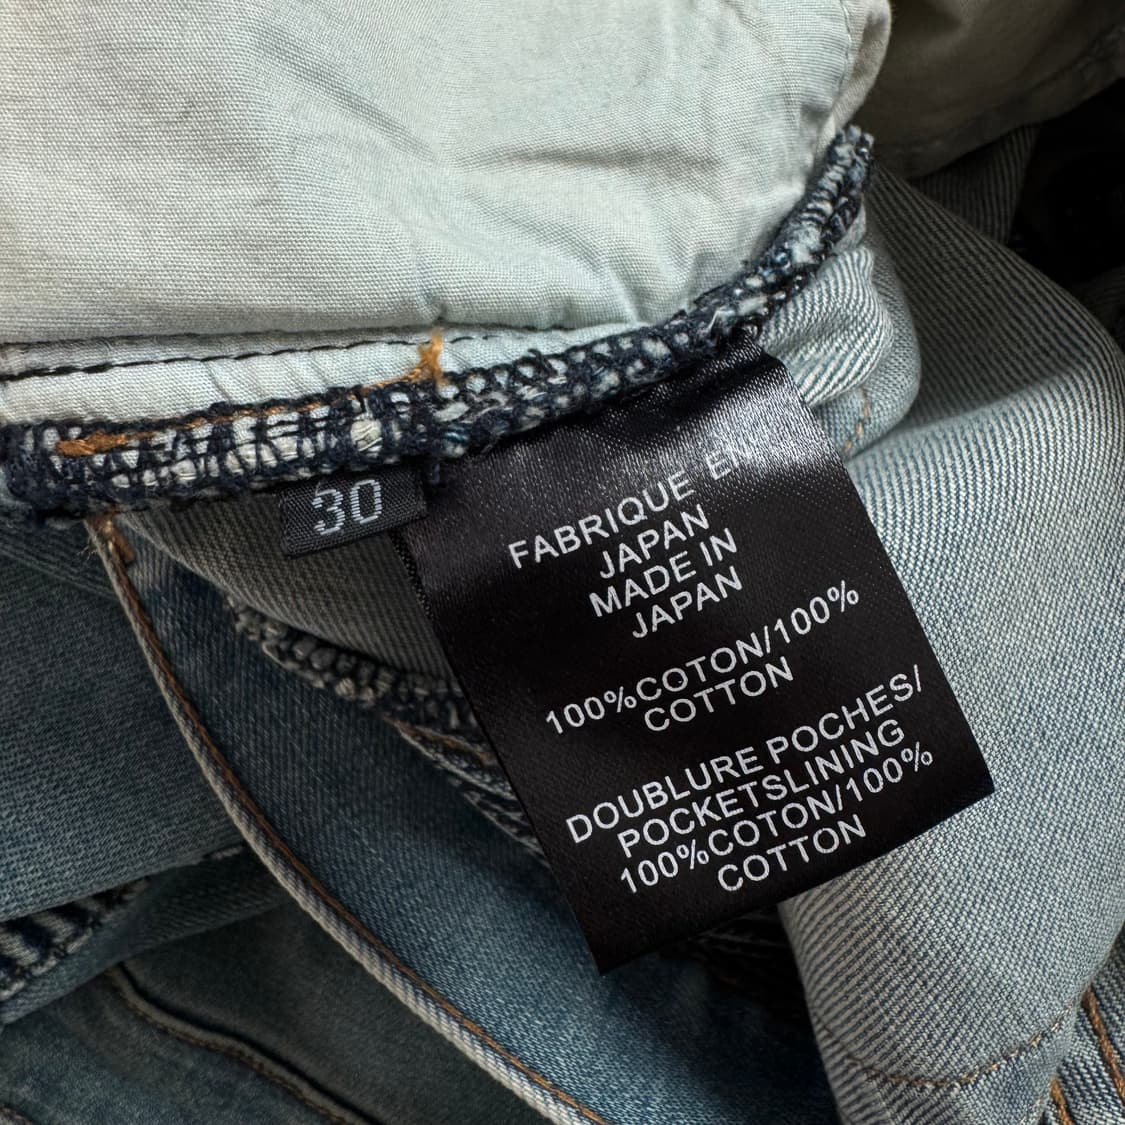 30
FABRIQUE EN
JAPAN
MADE IN
JAPAN
100%COTON/100%
COTTON
DOUBLURE POCHES/
POCKETSLINING
100%COTON/100%
COTTON